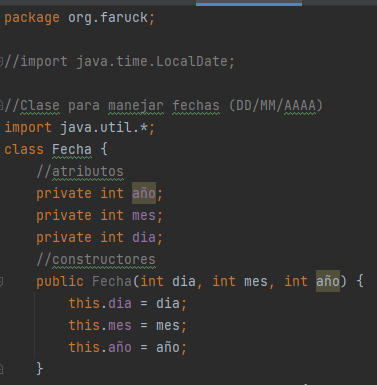 package org.faruck;
//import java.time.LocalDate;
//Clase para manejar fechas (DD/MM/AAAA)
import java.util.*;
class Fecha {
//atributos
private int año;
private int mes;
private int dia;
//constructores
public Fecha(int dia, int mes, int año) {
this.dia = dia;
this.mes = mes;
this.año = año;
}